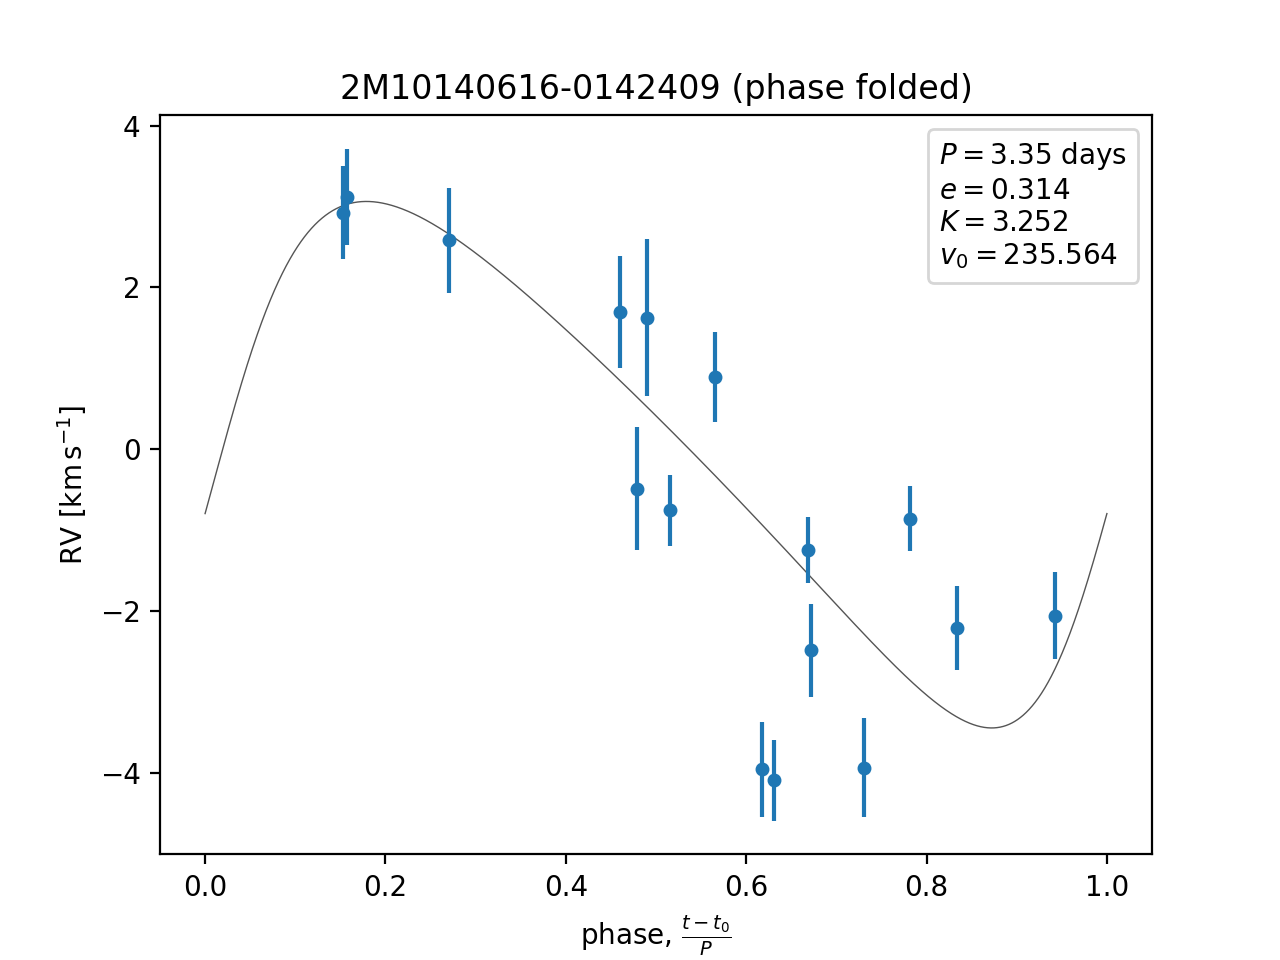 2M10140616-0142409 (phase folded)
P = 3.35 days
e = 0.314
K = 3.252
v₀ = 235.564
4
2
0
−2
−4
RV [km s⁻¹]
0.0 0.2 0.4 0.6 0.8 1.0
phase, (t − t₀)/P